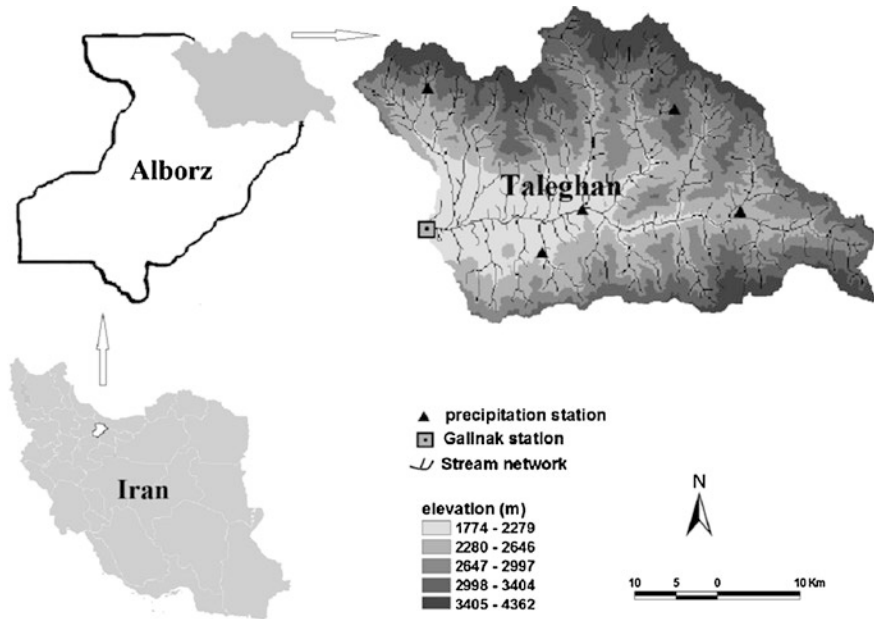 Alborz
Taleghan
Iran
precipitation station
Galinak station
Stream network
elevation (m)
1774 - 2279
2280 - 2646
2647 - 2997
2998 - 3404
3405 - 4362
N
10 5 0 10 Km